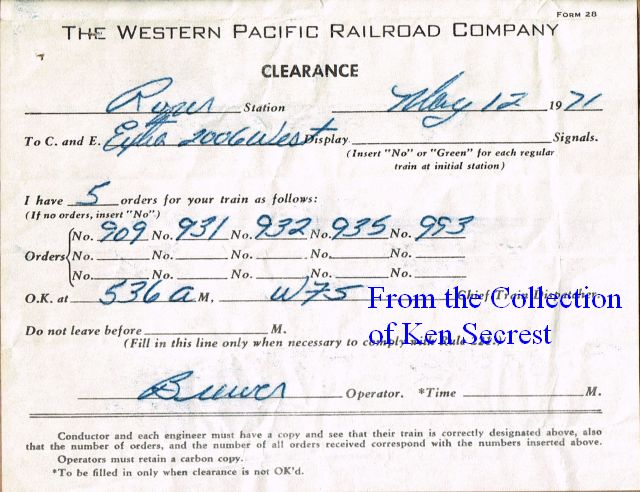 FORM 28
THE WESTERN PACIFIC RAILROAD COMPANY
CLEARANCE
Station May 12 1971
To C. and E. Extra 2006 West Display Signals.
(Insert "No" or "Green" for each regular
train at initial station)
I have 5 orders for your train as follows:
(If no orders, insert "No".)
No. 909 No. 931 No. 932 No. 935 No. 993
Orders No. No. No. No. No.
No. No. No. No. No.
O.K. at 536 a M, Chief Train Dispatcher.
From the Collection
of Ken Secrest
Do not leave before M.
(Fill in this line only when necessary to comply with Rule
Operator. *Time M.
Conductor and each engineer must have a copy and see that their train is correctly designated above, also
that the number of orders, and the number of all orders received correspond with the numbers inserted above.
Operators must retain a carbon copy.
*To be filled in only when clearance is not OK'd.